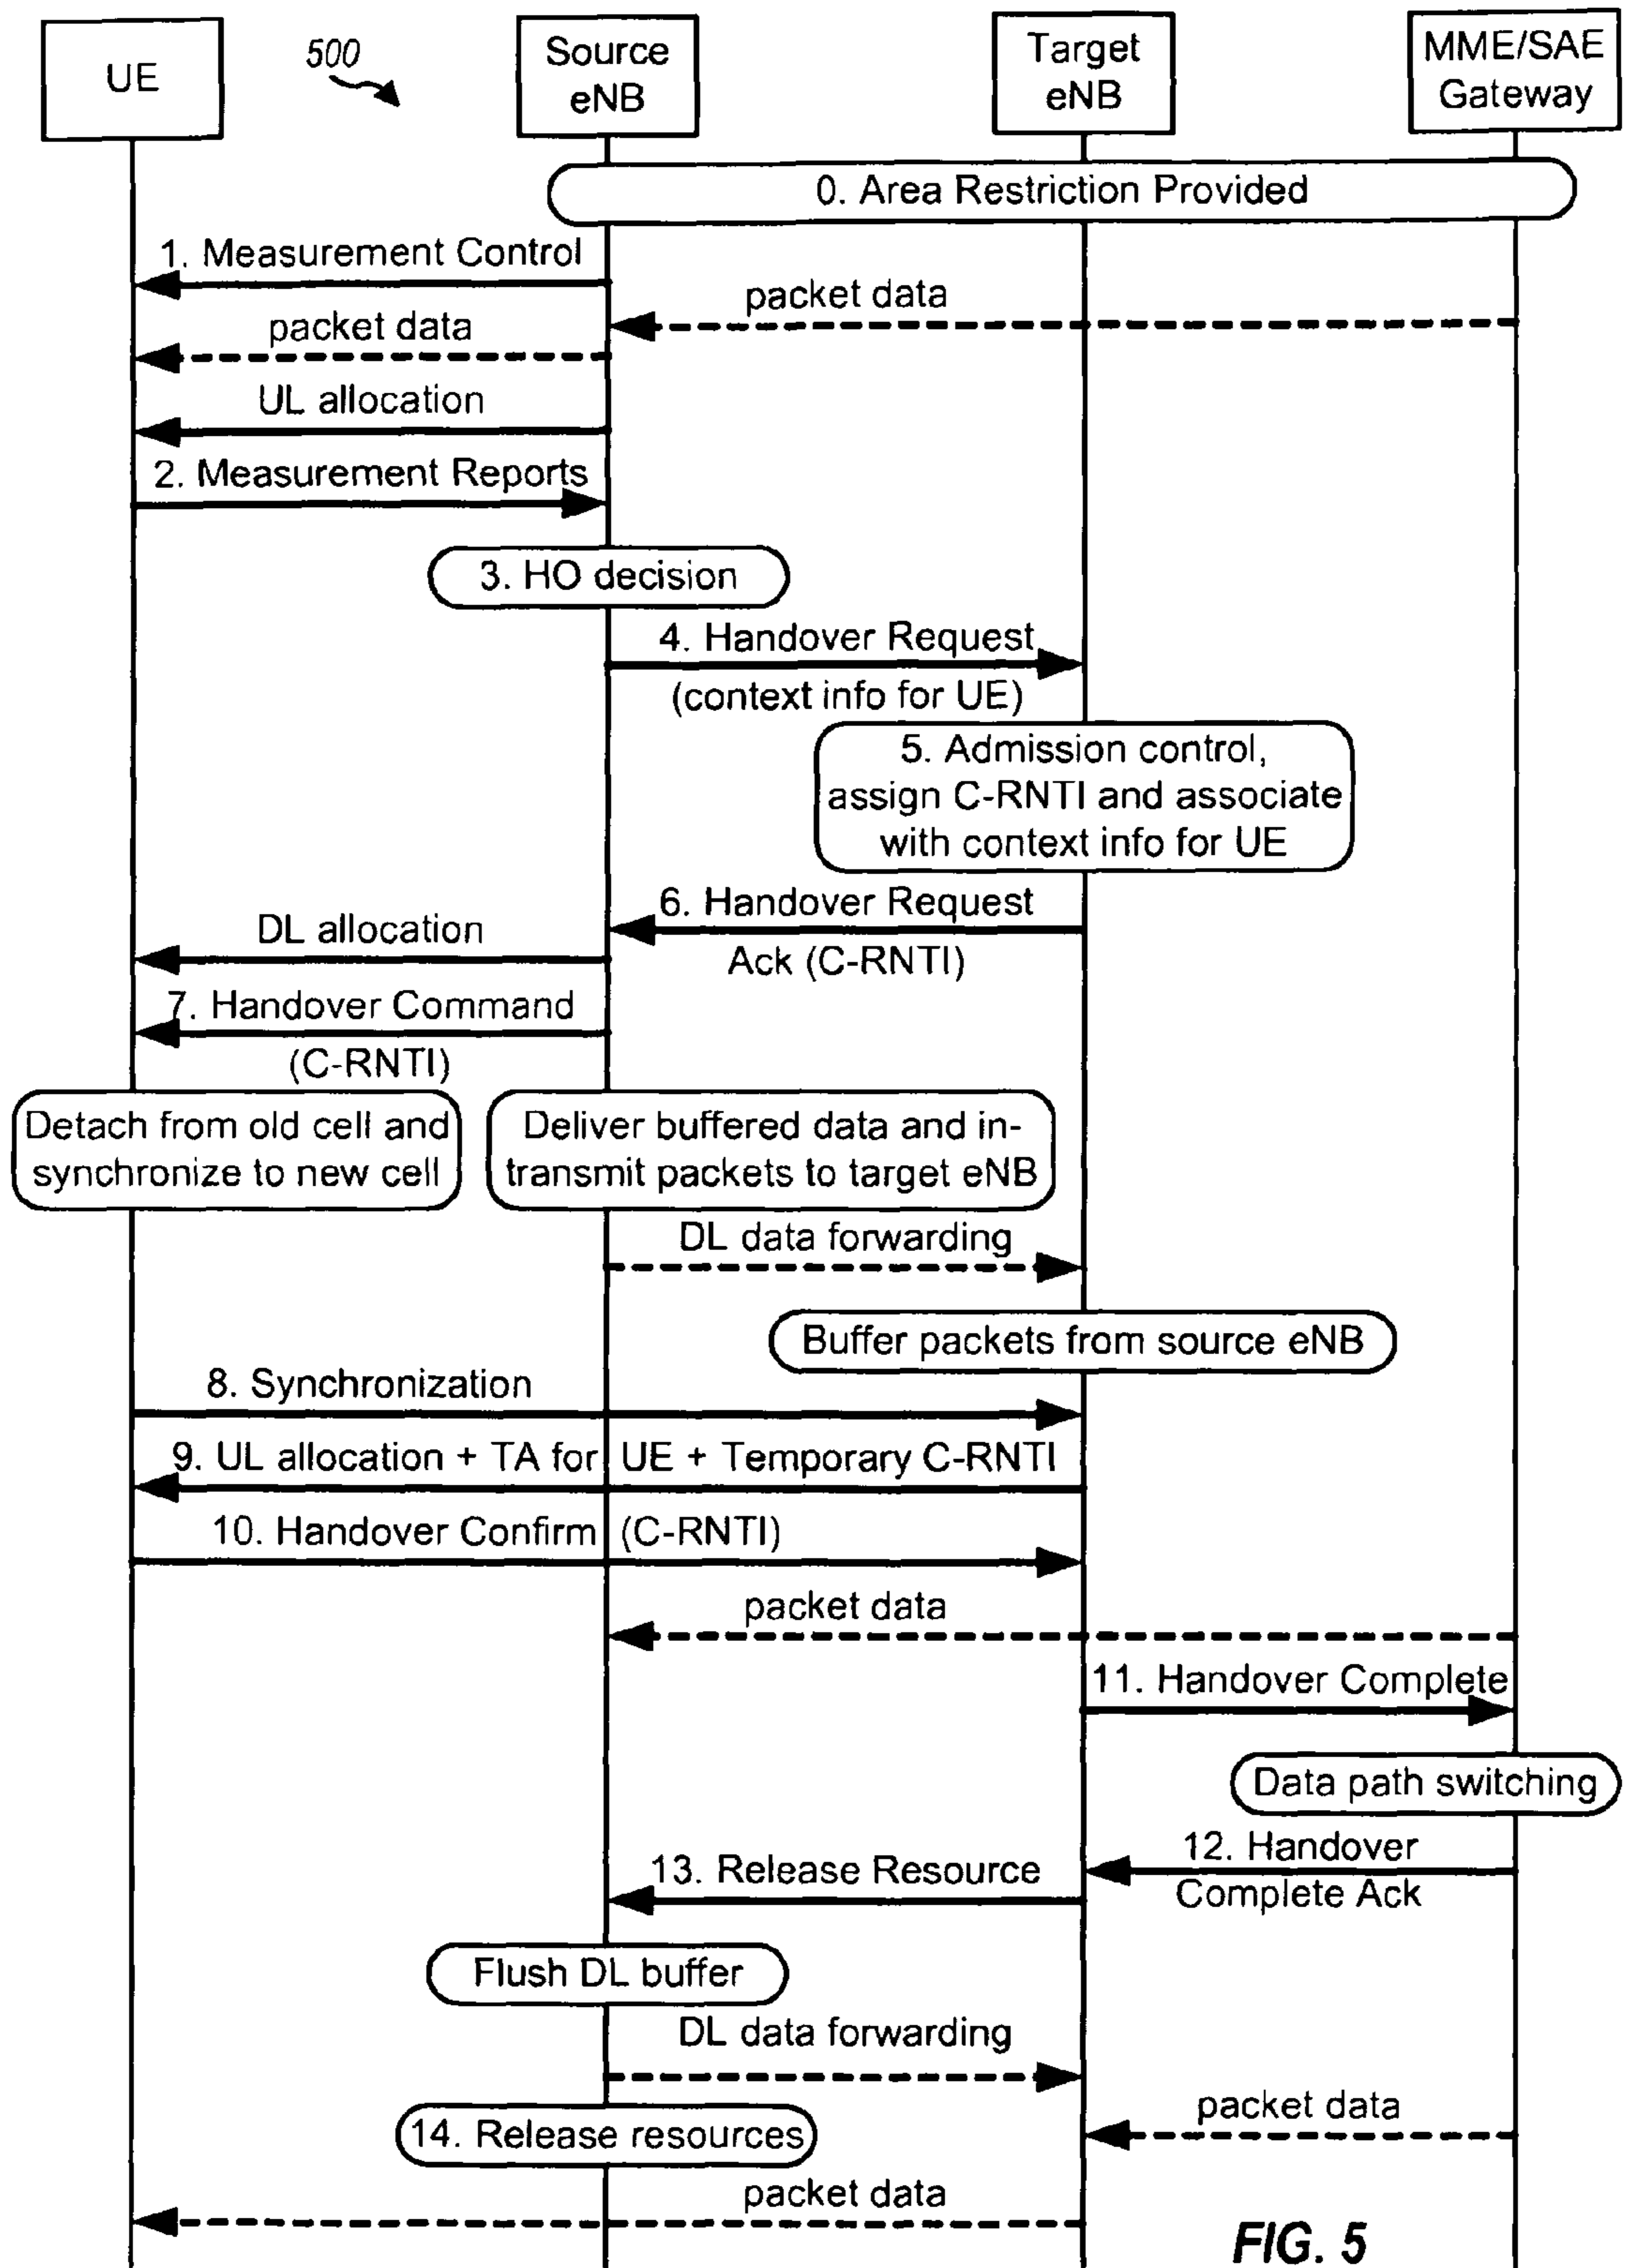 UE
500
Source
eNB
Target
eNB
MME/SAE
Gateway
0. Area Restriction Provided
1. Measurement Control
packet data
packet data
UL allocation
2. Measurement Reports
3. HO decision
4. Handover Request
(context info for UE)
5. Admission control,
assign C-RNTI and associate
with context info for UE
6. Handover Request
Ack (C-RNTI)
DL allocation
7. Handover Command
(C-RNTI)
Detach from old cell and
synchronize to new cell
Deliver buffered data and in-
transmit packets to target eNB
DL data forwarding
Buffer packets from source eNB
8. Synchronization
9. UL allocation + TA for UE + Temporary C-RNTI
10. Handover Confirm (C-RNTI)
packet data
11. Handover Complete
Data path switching
12. Handover
Complete Ack
13. Release Resource
Flush DL buffer
DL data forwarding
packet data
14. Release resources
packet data
FIG. 5